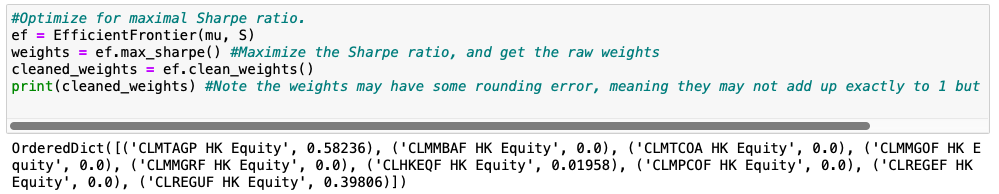 #Optimize for maximal Sharpe ratio.
ef = EfficientFrontier(mu, S)
weights = ef.max_sharpe() #Maximize the Sharpe ratio, and get the raw weights
cleaned_weights = ef.clean_weights()
print(cleaned_weights) #Note the weights may have some rounding error, meaning they may not add up exactly to 1 but
OrderedDict([('CLMTAGP HK Equity', 0.58236), ('CLMMBAF HK Equity', 0.0), ('CLMTCOA HK Equity', 0.0), ('CLMMGOF HK E
quity', 0.0), ('CLMMGRF HK Equity', 0.0), ('CLHKEQF HK Equity', 0.01958), ('CLMPCOF HK Equity', 0.0), ('CLREGEF HK
Equity', 0.0), ('CLREGUF HK Equity', 0.39806)])